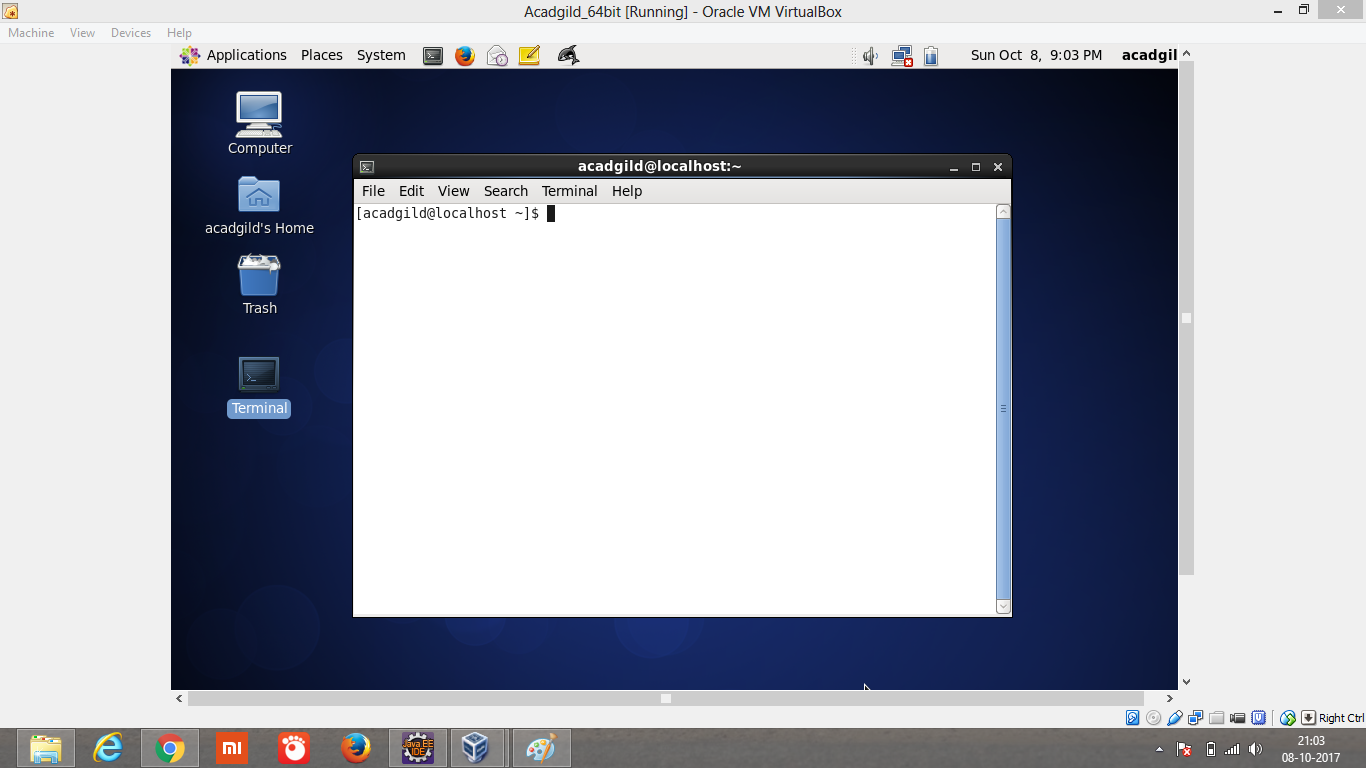 Acadgild_64bit [Running] - Oracle VM VirtualBox
Machine View Devices Help
Applications Places System Sun Oct 8, 9:03 PM acadgil
Computer
acadgild's Home
Trash
Terminal
acadgild@localhost:~
File Edit View Search Terminal Help
[acadgild@localhost ~]$
Right Ctrl
mi
Java EE
IDE
21:03
08-10-2017